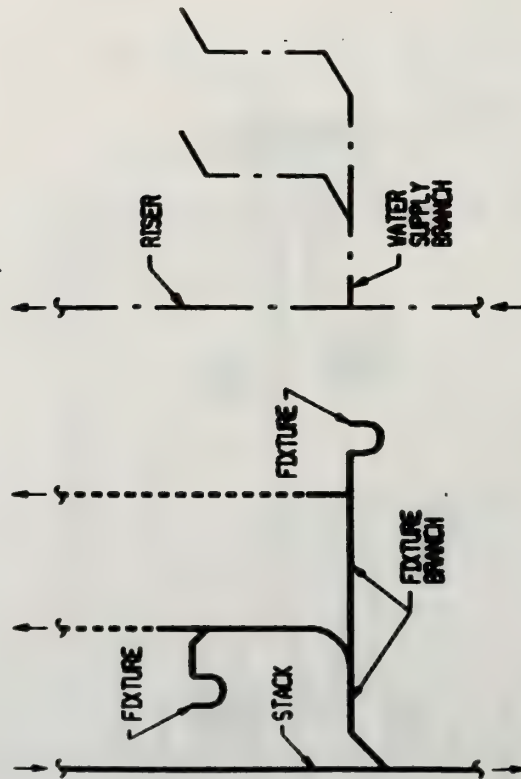 RISER
WATER
SUPPLY
BRANCH
FIXTURE
FIXTURE
FIXTURE
BRANCH
STACK